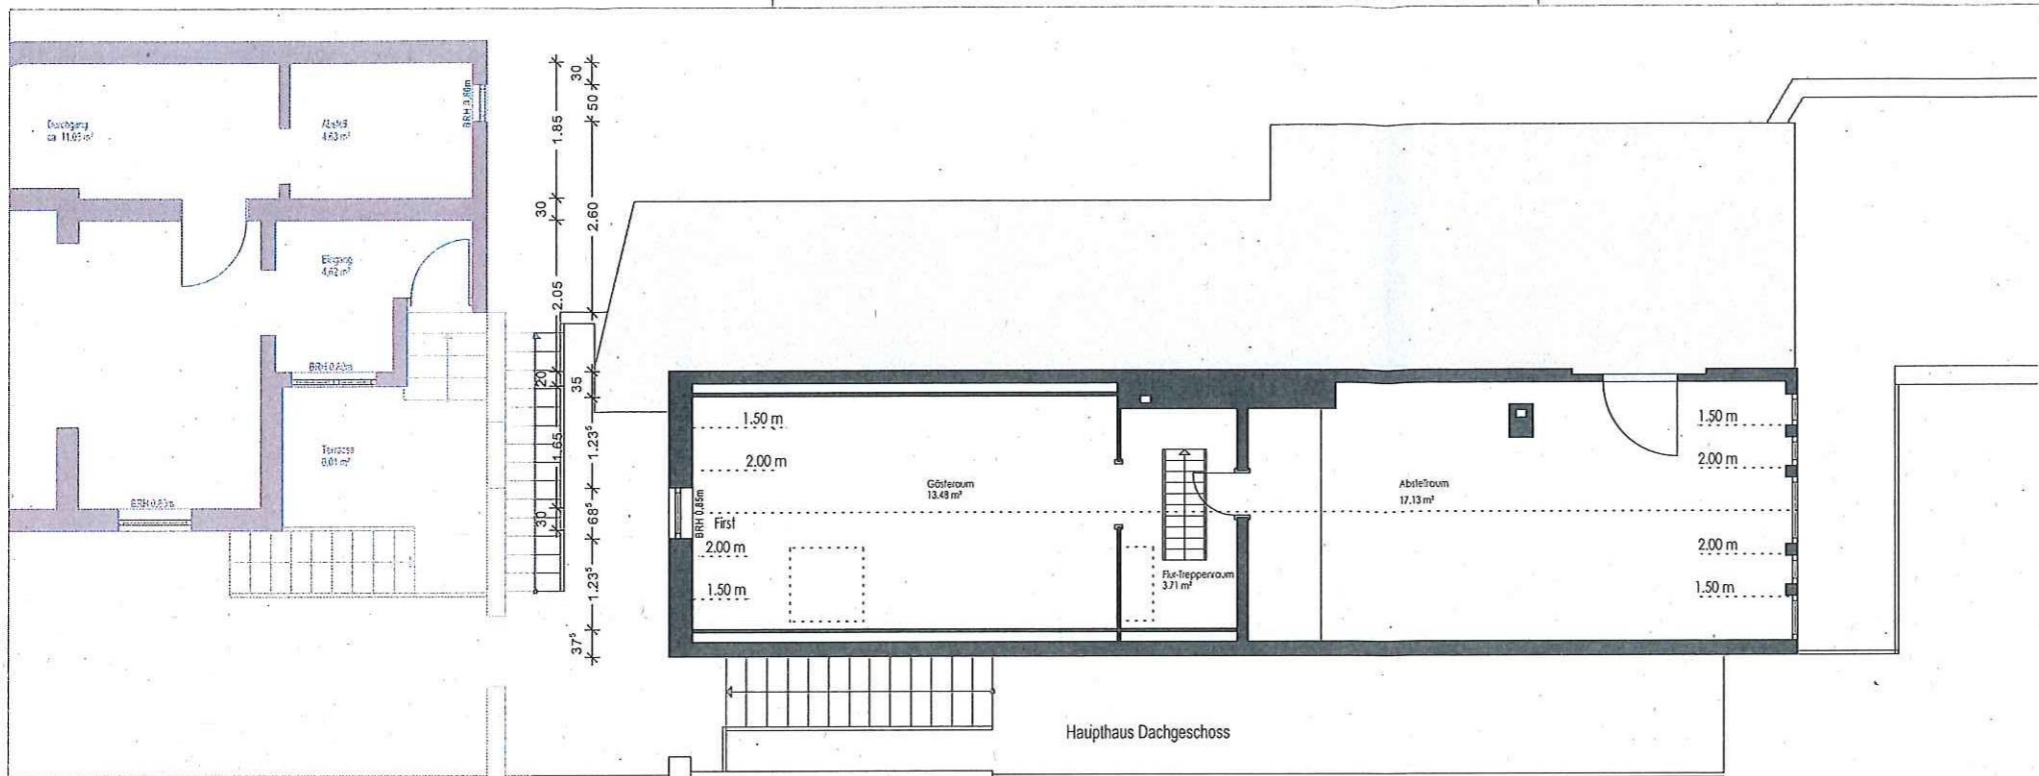 Durchgang
ca. 11.03 m²
Abstell
4.63 m²
BRH 0,80m
Eingang
4.62 m²
BRH 0.80m
Terrasse
8.01 m²
30
1.85
30
2.05
20
1.65
30
30
50
2.60
35
1.23⁵
68⁵
1.23⁵
37⁵
1.50 m
2.00 m
Gästeraum
13.48 m²
BRH 0,85m
First
2.00 m
1.50 m
Flur-Treppenraum
3.71 m²
Abstellraum
17.13 m²
1.50 m
2.00 m
2.00 m
1.50 m
Haupthaus Dachgeschoss